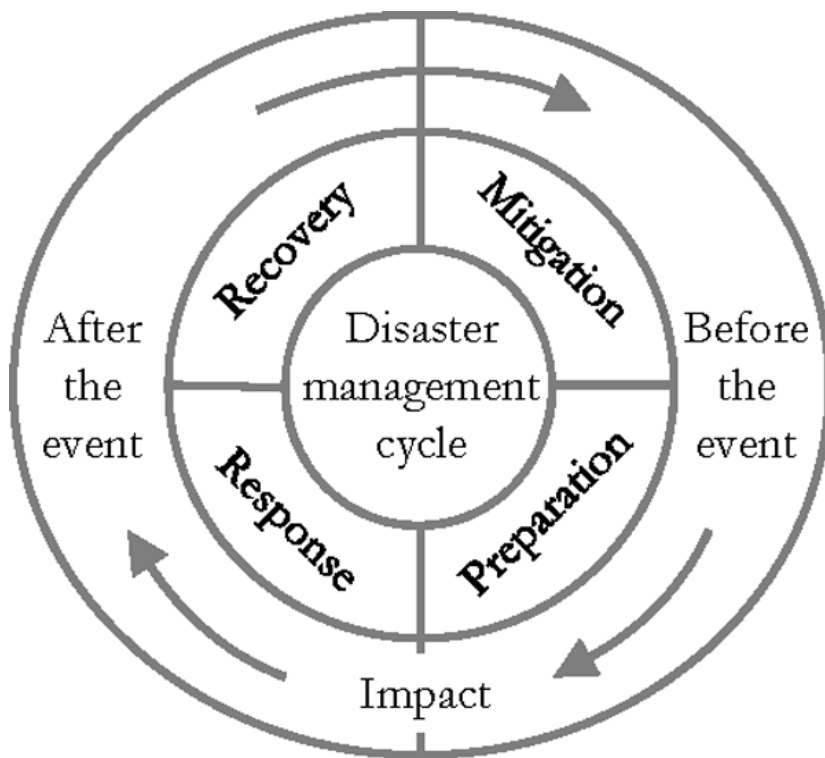 Recovery
Mitigation
After
the
event
Disaster
management
cycle
Before
the
event
Response
Preparation
Impact